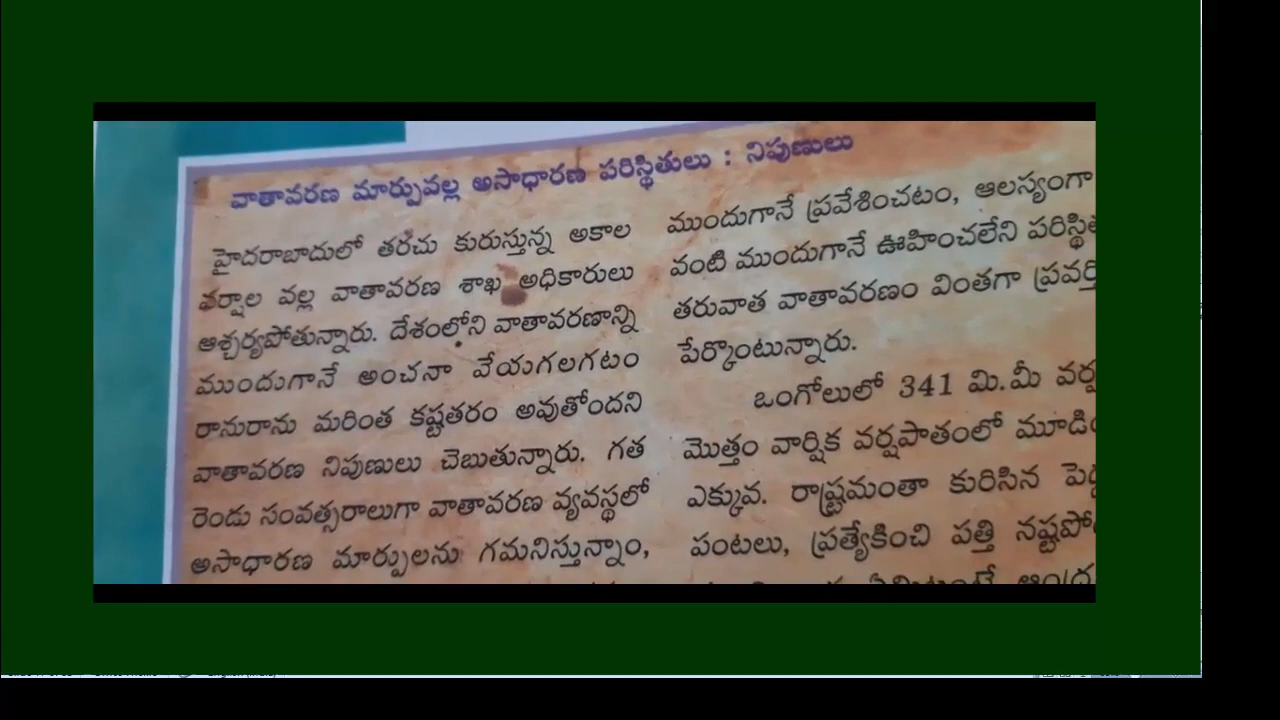 వాతావరణ మార్పువల్ల అసాధారణ పరిస్థితులు : నిపుణులు
హైదరాబాదులో తరచు కురుస్తున్న అకాల
వర్షాల వల్ల వాతావరణ శాఖ అధికారులు
ఆశ్చర్యపోతున్నారు. దేశంలోని వాతావరణాన్ని
ముందుగానే అంచనా వేయగలగటం
రానురాను మరింత కష్టతరం అవుతోందని
వాతావరణ నిపుణులు చెబుతున్నారు. గత
రెండు సంవత్సరాలుగా వాతావరణ వ్యవస్థలో
అసాధారణ మార్పులను గమనిస్తున్నాం,
ముందుగానే ప్రవేశించటం, ఆలస్యంగా
వంటి ముందుగానే ఊహించలేని
తరువాత వాతావరణం వింతగా
పేర్కొంటున్నారు.
ఒంగోలులో 341 మి.మీ
మొత్తం వార్షిక వర్షపాతంలో
ఎక్కువ. రాష్ట్రమంతా కురిసిన
పంటలు, ప్రత్యేకించి పత్తి